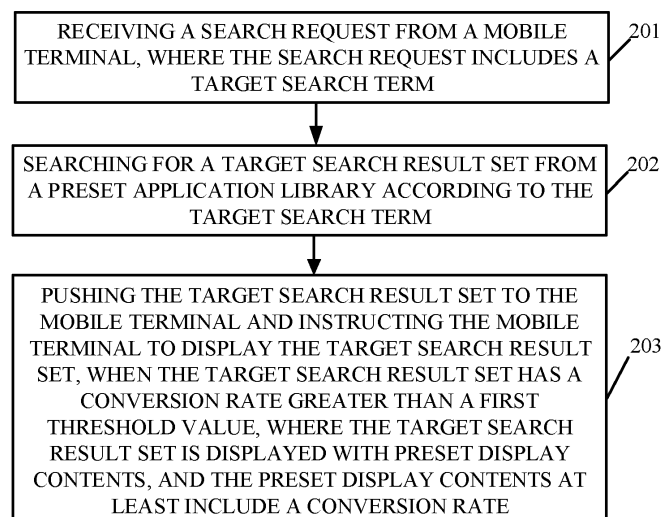 RECEIVING A SEARCH REQUEST FROM A MOBILE
TERMINAL, WHERE THE SEARCH REQUEST INCLUDES A
TARGET SEARCH TERM
201
SEARCHING FOR A TARGET SEARCH RESULT SET FROM
A PRESET APPLICATION LIBRARY ACCORDING TO THE
TARGET SEARCH TERM
202
PUSHING THE TARGET SEARCH RESULT SET TO THE
MOBILE TERMINAL AND INSTRUCTING THE MOBILE
TERMINAL TO DISPLAY THE TARGET SEARCH RESULT
SET, WHEN THE TARGET SEARCH RESULT SET HAS A
CONVERSION RATE GREATER THAN A FIRST
THRESHOLD VALUE, WHERE THE TARGET SEARCH
RESULT SET IS DISPLAYED WITH PRESET DISPLAY
CONTENTS, AND THE PRESET DISPLAY CONTENTS AT
LEAST INCLUDE A CONVERSION RATE
203